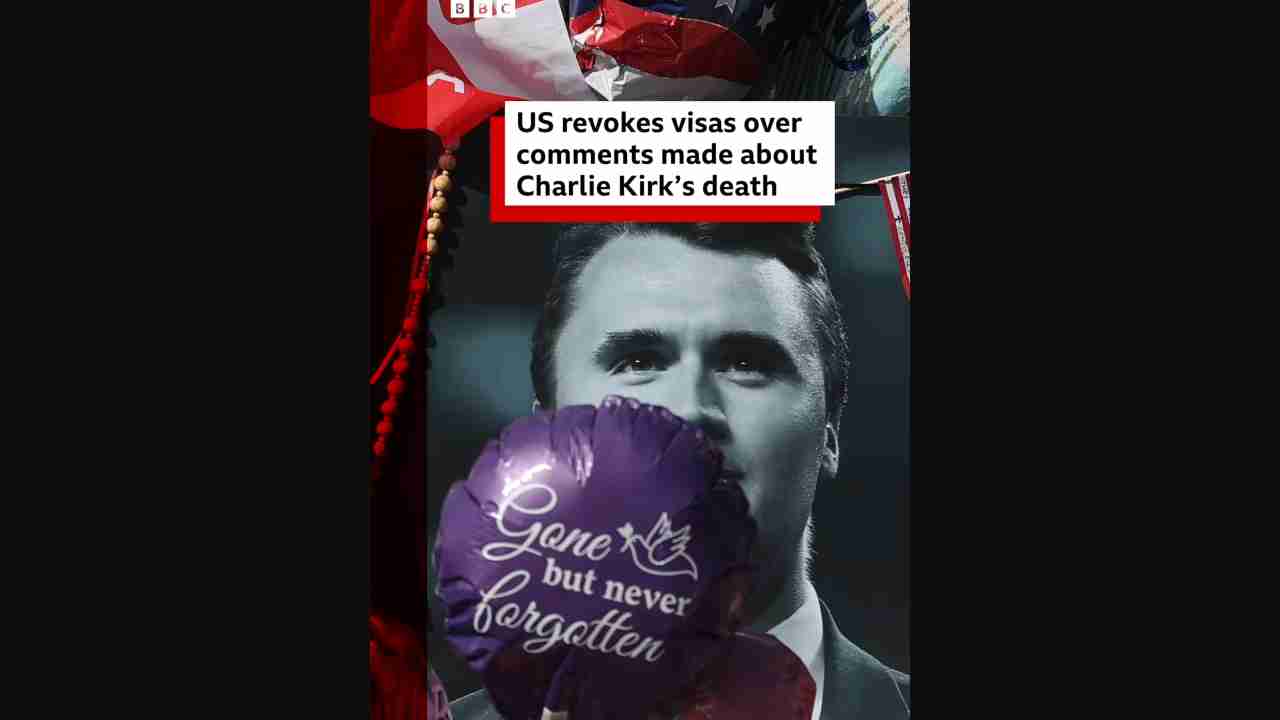 BBC
US revokes visas over
comments made about
Charlie Kirk’s death
Gone
but never
forgotten